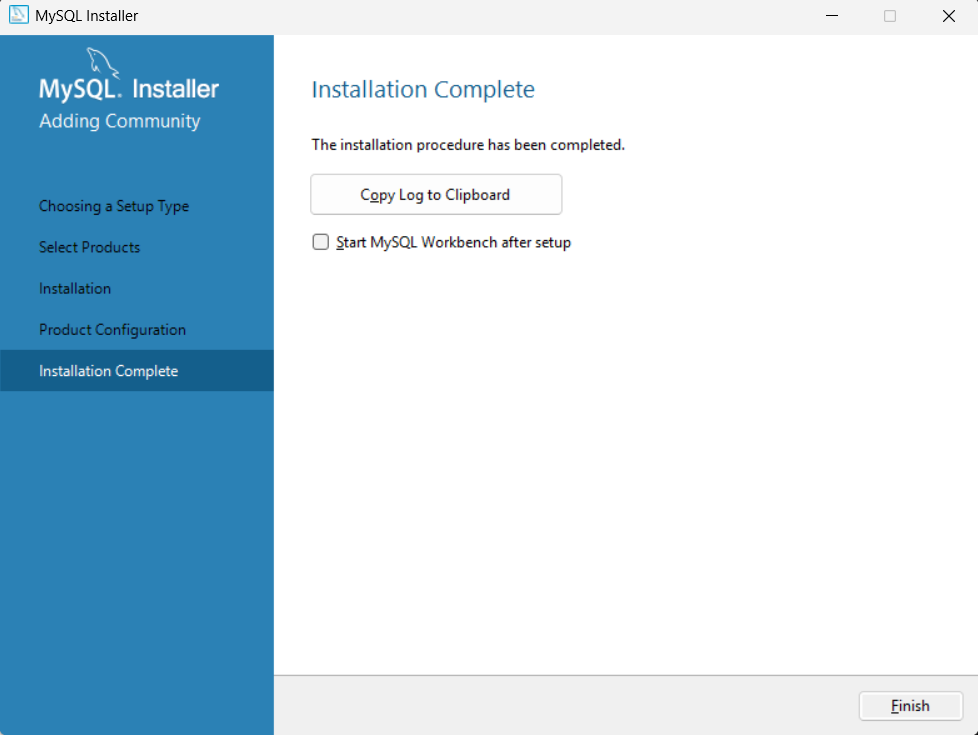 MySQL Installer
MySQL. Installer
Adding Community
Choosing a Setup Type
Select Products
Installation
Product Configuration
Installation Complete
Installation Complete
The installation procedure has been completed.
Copy Log to Clipboard
Start MySQL Workbench after setup
Finish